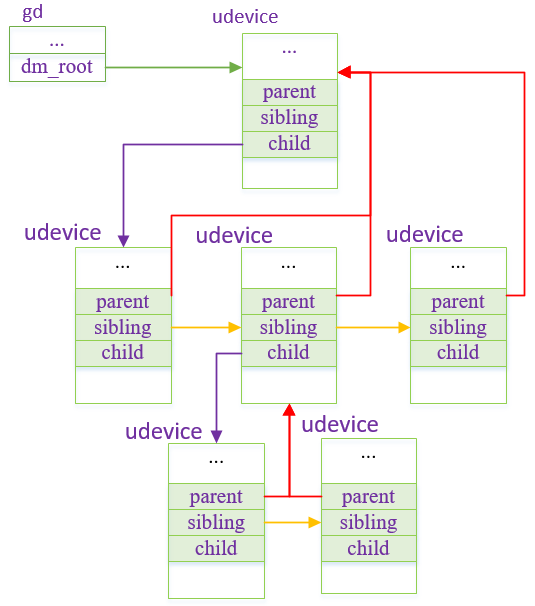 gd
udevice
...
dm_root
...
parent
sibling
child
udevice
udevice
udevice
...
parent
sibling
child
...
parent
sibling
child
...
parent
sibling
child
udevice
udevice
...
parent
sibling
child
...
parent
sibling
child